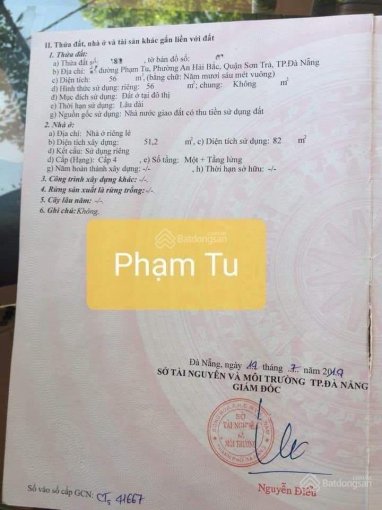 II. Thửa đất, nhà ở và tài sản khác gắn liền với đất
1. Thửa đất:
a) Thửa đất số: , tờ bản đồ số:
b) Địa chỉ: đường Phạm Tu, Phường An Hải Bắc, Quận Sơn Trà, TP.Đà Nẵng
c) Diện tích: 56 m², (bằng chữ: Năm mươi sáu mét vuông)
d) Hình thức sử dụng: riêng: 56 m², chung: Không m²
đ) Mục đích sử dụng: Đất ở tại đô thị
e) Thời hạn sử dụng: Lâu dài
g) Nguồn gốc sử dụng: Nhà nước giao đất có thu tiền sử dụng đất
2. Nhà ở:
a) Địa chỉ: Nhà ở riêng lẻ
b) Diện tích xây dựng: 51,2 m², c) Diện tích sử dụng: 82 m²
d) Kết cấu: Sử dụng riêng
đ) Cấp (Hạng): Cấp 4 e) Số tầng: Một + Tầng lửng
g) Năm hoàn thành xây dựng: -/- h) Thời hạn sở hữu: -/-
3. Công trình xây dựng khác: -/-
4. Rừng sản xuất là rừng trồng: -/-
5. Cây lâu năm: -/-
6. Ghi chú: Không.
Batdongsan
Phạm Tu
Đà Nẵng, ngày 19 tháng 7 năm 2019
SỞ TÀI NGUYÊN VÀ MÔI TRƯỜNG TP.ĐÀ NẴNG
GIÁM ĐỐC
SỞ
TÀI NGUYÊN
VÀ
MÔI TRƯỜNG
Nguyễn Điểu
Số vào sổ cấp GCN: CTs 41667
Batdongsan